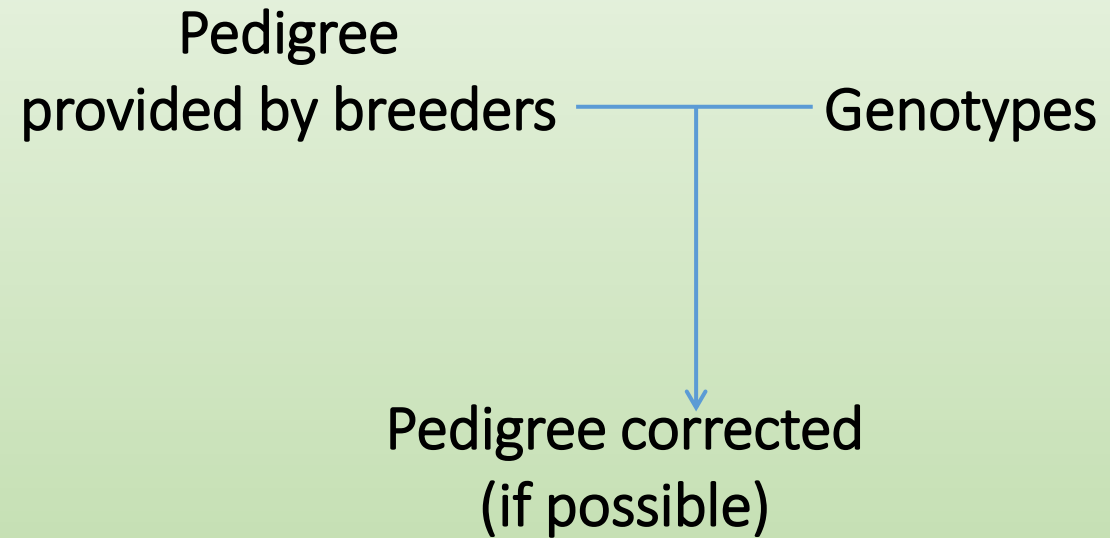 Pedigree
provided by breeders
Genotypes
Pedigree corrected
(if possible)